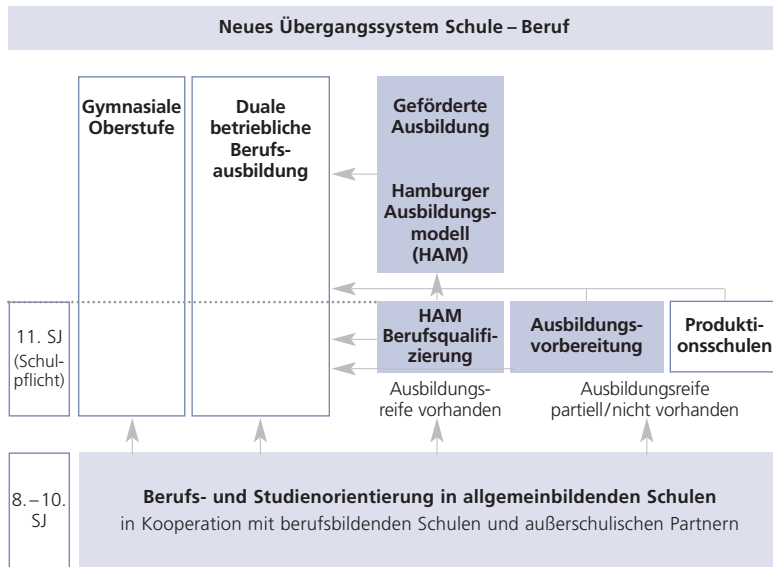 Neues Übergangssystem Schule – Beruf
Gymnasiale
Oberstufe
Duale
betriebliche
Berufs-
ausbildung
Geförderte
Ausbildung
Hamburger
Ausbildungs-
modell
(HAM)
11. SJ
(Schul-
pflicht)
HAM
Berufsqualifi-
zierung
Ausbildungs-
vorbereitung
Produkti-
onsschulen
Ausbildungs-
reife vorhanden
Ausbildungsreife
partiell/nicht vorhanden
8.–10.
SJ
Berufs- und Studienorientierung in allgemeinbildenden Schulen
in Kooperation mit berufsbildenden Schulen und außerschulischen Partnern